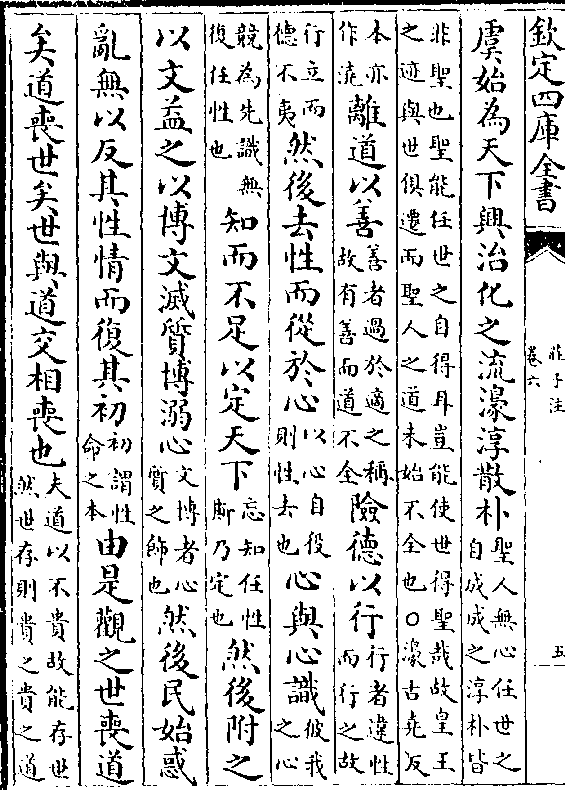 欽定四庫全書
莊子注
卷六
五
虞始為天下興治化之流濠淳散朴聖人無心任世之
自成成之淳朴皆
非聖也聖能任世之自得耳豈能使世得聖哉故皇王
之迹與世俱遷而聖人之道未始不全也○濠古堯反
本亦
作流離道以善善者過於適之稱
故有善而道不全險德以行行者違性
而行之故
行立而
德不夷然後去性而從於心以心自役
則性去也心與心識彼我
之心
競為先識無
復任性也知而不足以定天下忘知任性
斯乃定也然後附之
以文益之以博文滅質博溺心文博者心
質之飾也然後民始惑
亂無以反其性情而復其初初謂性
命之本由是觀之世喪道
矣道喪世矣世與道交相喪也夫道以不貴故能存世
然世存則貴之貴之道